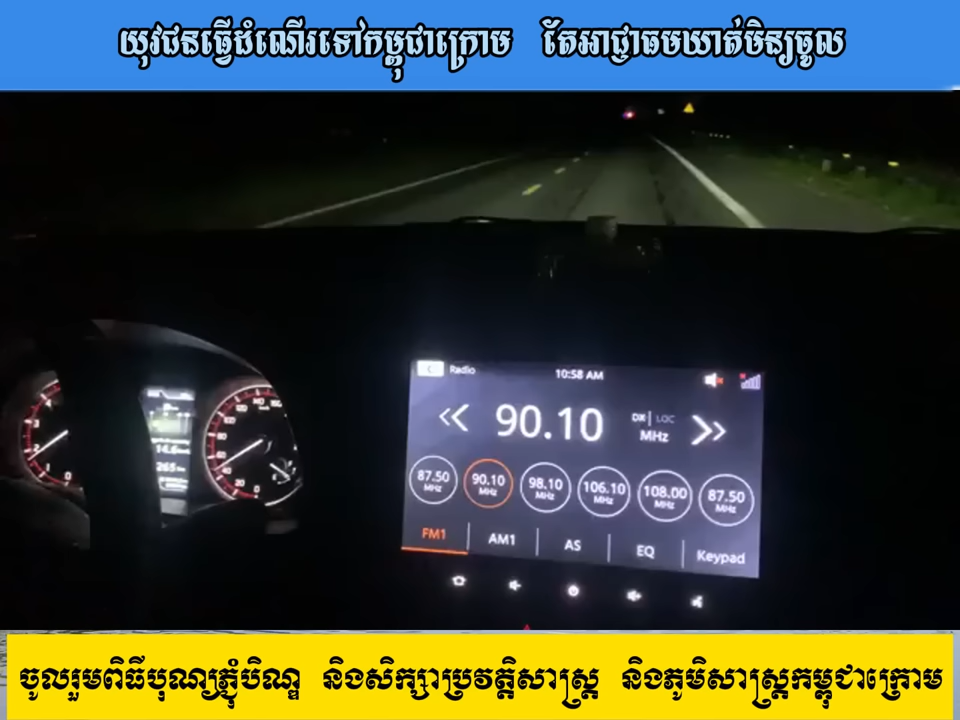 យុវជនធ្វើដំណើរទៅកម្ពុជាក្រោម តែអាជ្ញាធមឃាត់មិន្យចូល
Radio
10:58 AM
90.10
DX LOC
MHz
87.50 MHz
90.10 MHz
98.10 MHz
106.10 MHz
108.00 MHz
87.50 MHz
FM1
AM1
AS
EQ
Keypad
ចូលរួមពិធីបុណ្យភ្ជុំបិណ្ឌ និងសិក្សាប្រវត្តិសាស្ត្រ និងភូមិសាស្ត្រកម្ពុជាក្រោម